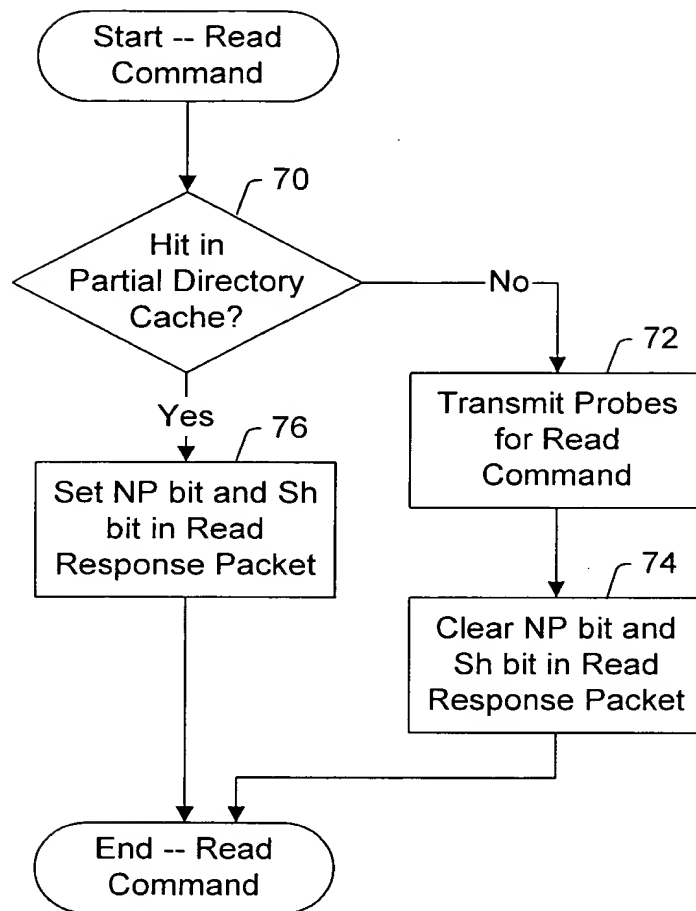 Start -- Read
Command
70
Hit in
Partial Directory
Cache?
No
72
Transmit Probes
for Read
Command
Yes
76
Set NP bit and Sh
bit in Read
Response Packet
74
Clear NP bit and
Sh bit in Read
Response Packet
End -- Read
Command